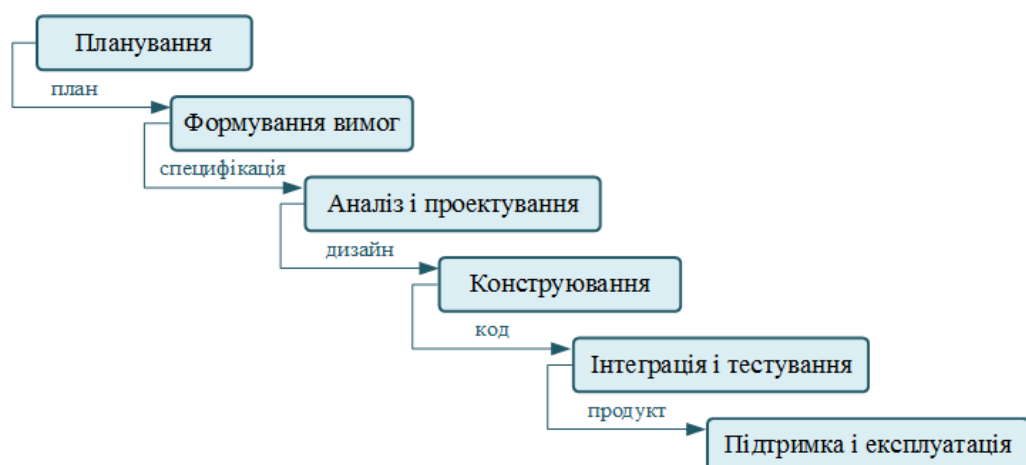 Планування
план
Формування вимог
специфікація
Аналіз і проектування
дизайн
Конструювання
код
Інтеграція і тестування
продукт
Підтримка і експлуатація